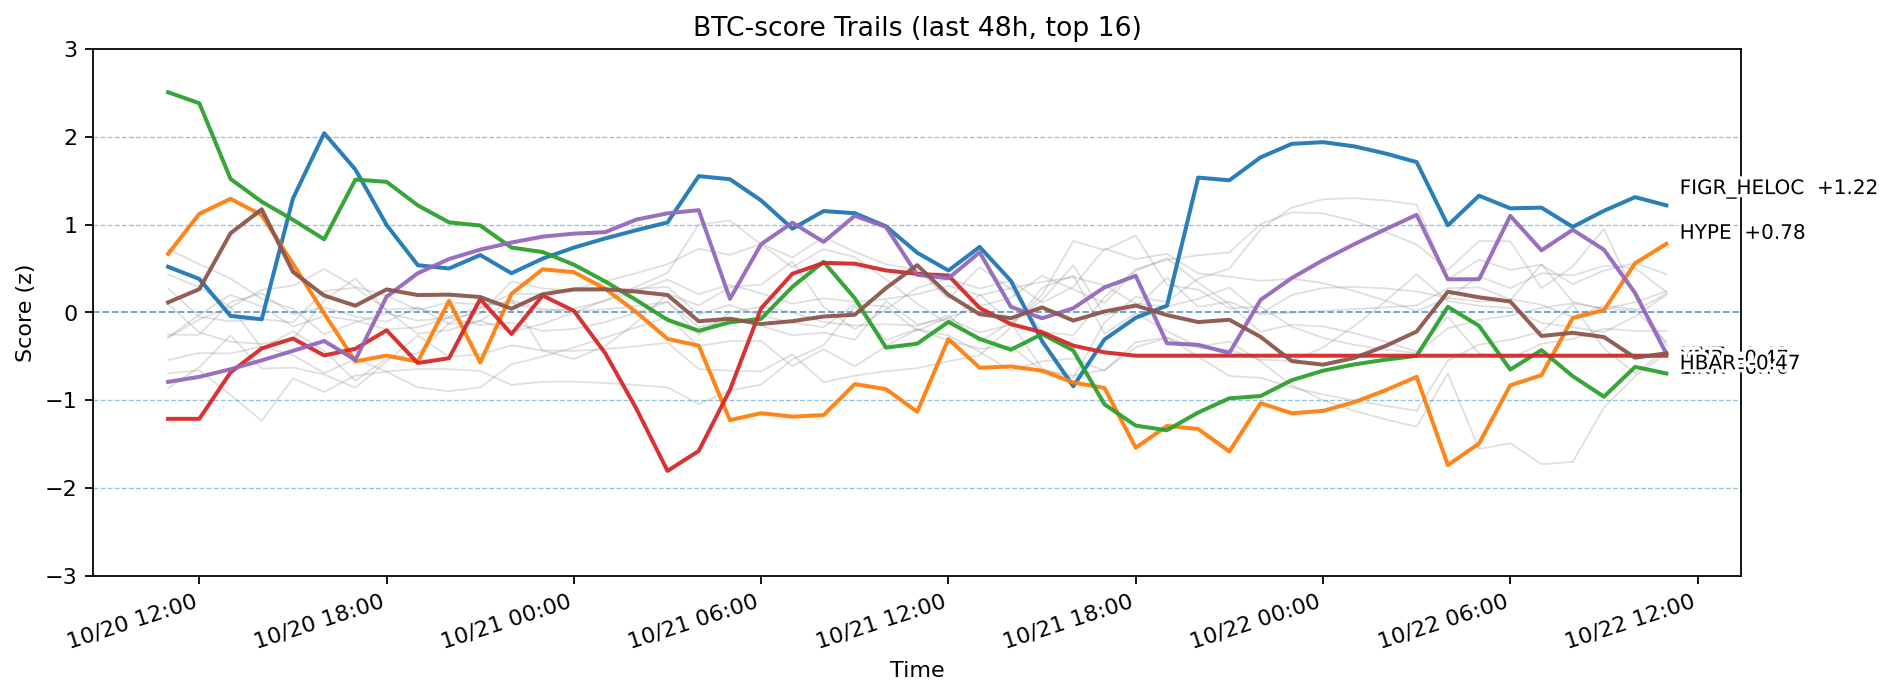 BTC-score Trails (last 48h, top 16)
Score (z)
3
2
1
0
−1
−2
−3
FIGR_HELOC +1.22
HYPE +0.78
HBAR
10/20 12:00
10/20 18:00
10/21 00:00
10/21 06:00
10/21 12:00
10/21 18:00
10/22 00:00
10/22 06:00
10/22 12:00
Time